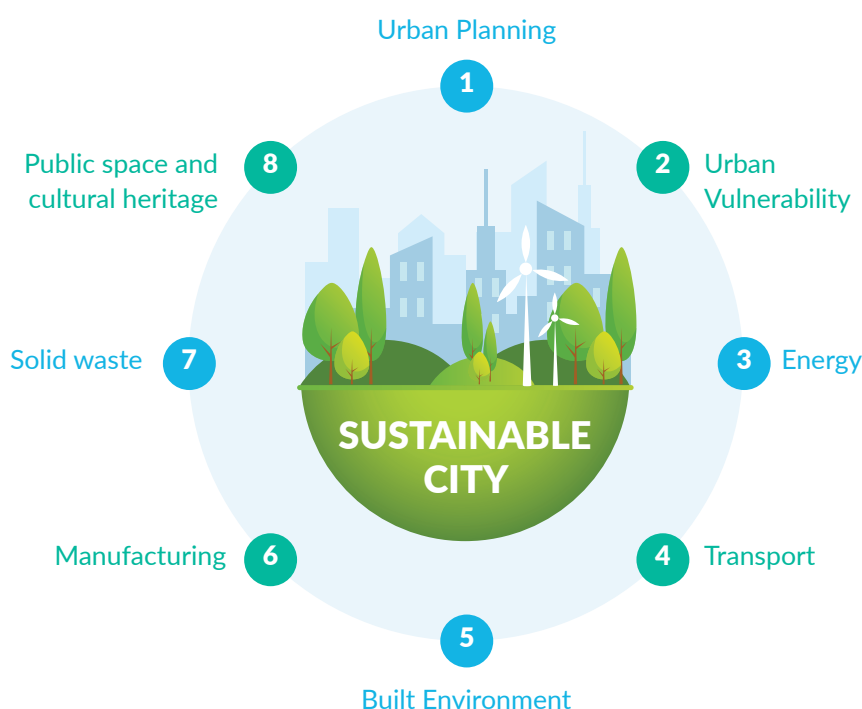 Urban Planning
1
2
Urban
Vulnerability
3
Energy
4
Transport
5
Built Environment
6
Manufacturing
7
Solid waste
8
Public space and
cultural heritage
SUSTAINABLE
CITY